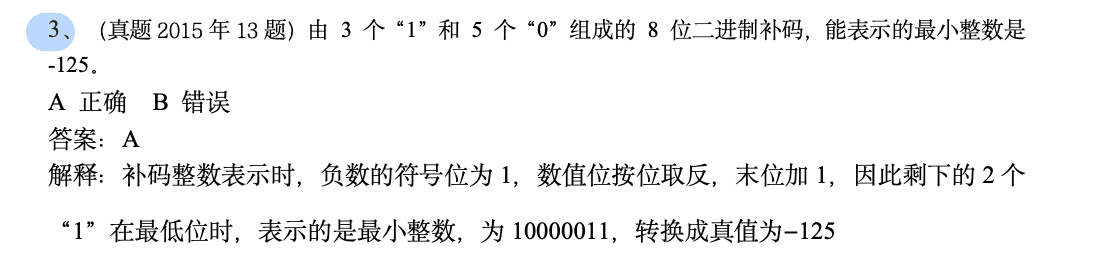 3、（真题 2015 年 13 题）由 3 个“1”和 5 个“0”组成的 8 位二进制补码，能表示的最小整数是
-125。
A 正确 B 错误
答案：A
解释：补码整数表示时，负数的符号位为 1，数值位按位取反，末位加 1，因此剩下的 2 个
“1”在最低位时，表示的是最小整数，为 10000011，转换成真值为–125